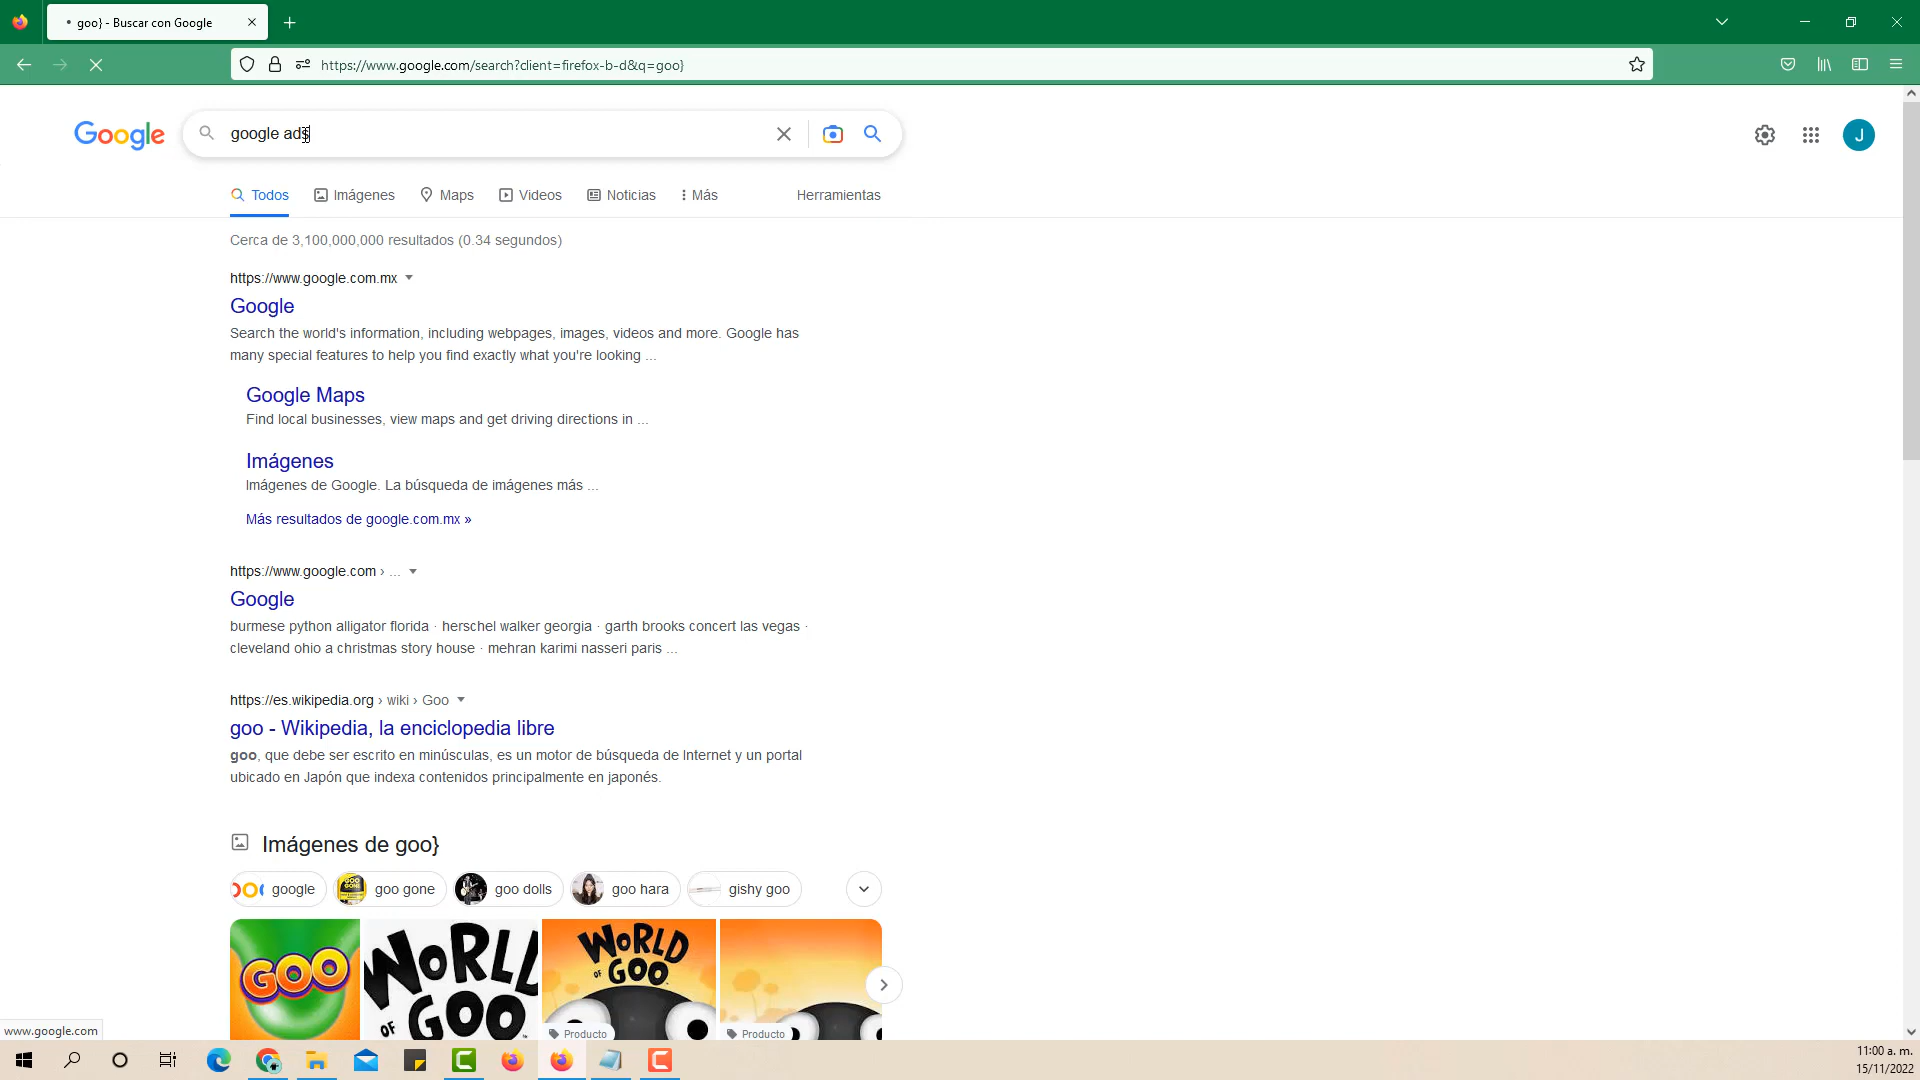 goo} - Buscar con Google
https://www.google.com/search?client=firefox-b-d&q=goo}
Google
google ads
J
Todos
Imágenes
Maps
Videos
Noticias
Más
Herramientas
Cerca de 3,100,000,000 resultados (0.34 segundos)
https://www.google.com.mx
Google
Search the world's information, including webpages, images, videos and more. Google has
many special features to help you find exactly what you're looking ...
Google Maps
Find local businesses, view maps and get driving directions in ...
Imágenes
Imágenes de Google. La búsqueda de imágenes más ...
Más resultados de google.com.mx »
https://www.google.com › ...
Google
burmese python alligator florida · herschel walker georgia · garth brooks concert las vegas ·
cleveland ohio a christmas story house · mehran karimi nasseri paris ...
https://es.wikipedia.org › wiki › Goo
goo - Wikipedia, la enciclopedia libre
goo, que debe ser escrito en minúsculas, es un motor de búsqueda de Internet y un portal
ubicado en Japón que indexa contenidos principalmente en japonés.
Imágenes de goo}
google
goo gone
goo dolls
goo hara
gishy goo
GOO
WORLD
OF GOO
WORLD
OF GOO
Producto
Producto
www.google.com
11:00 a. m.
15/11/2022